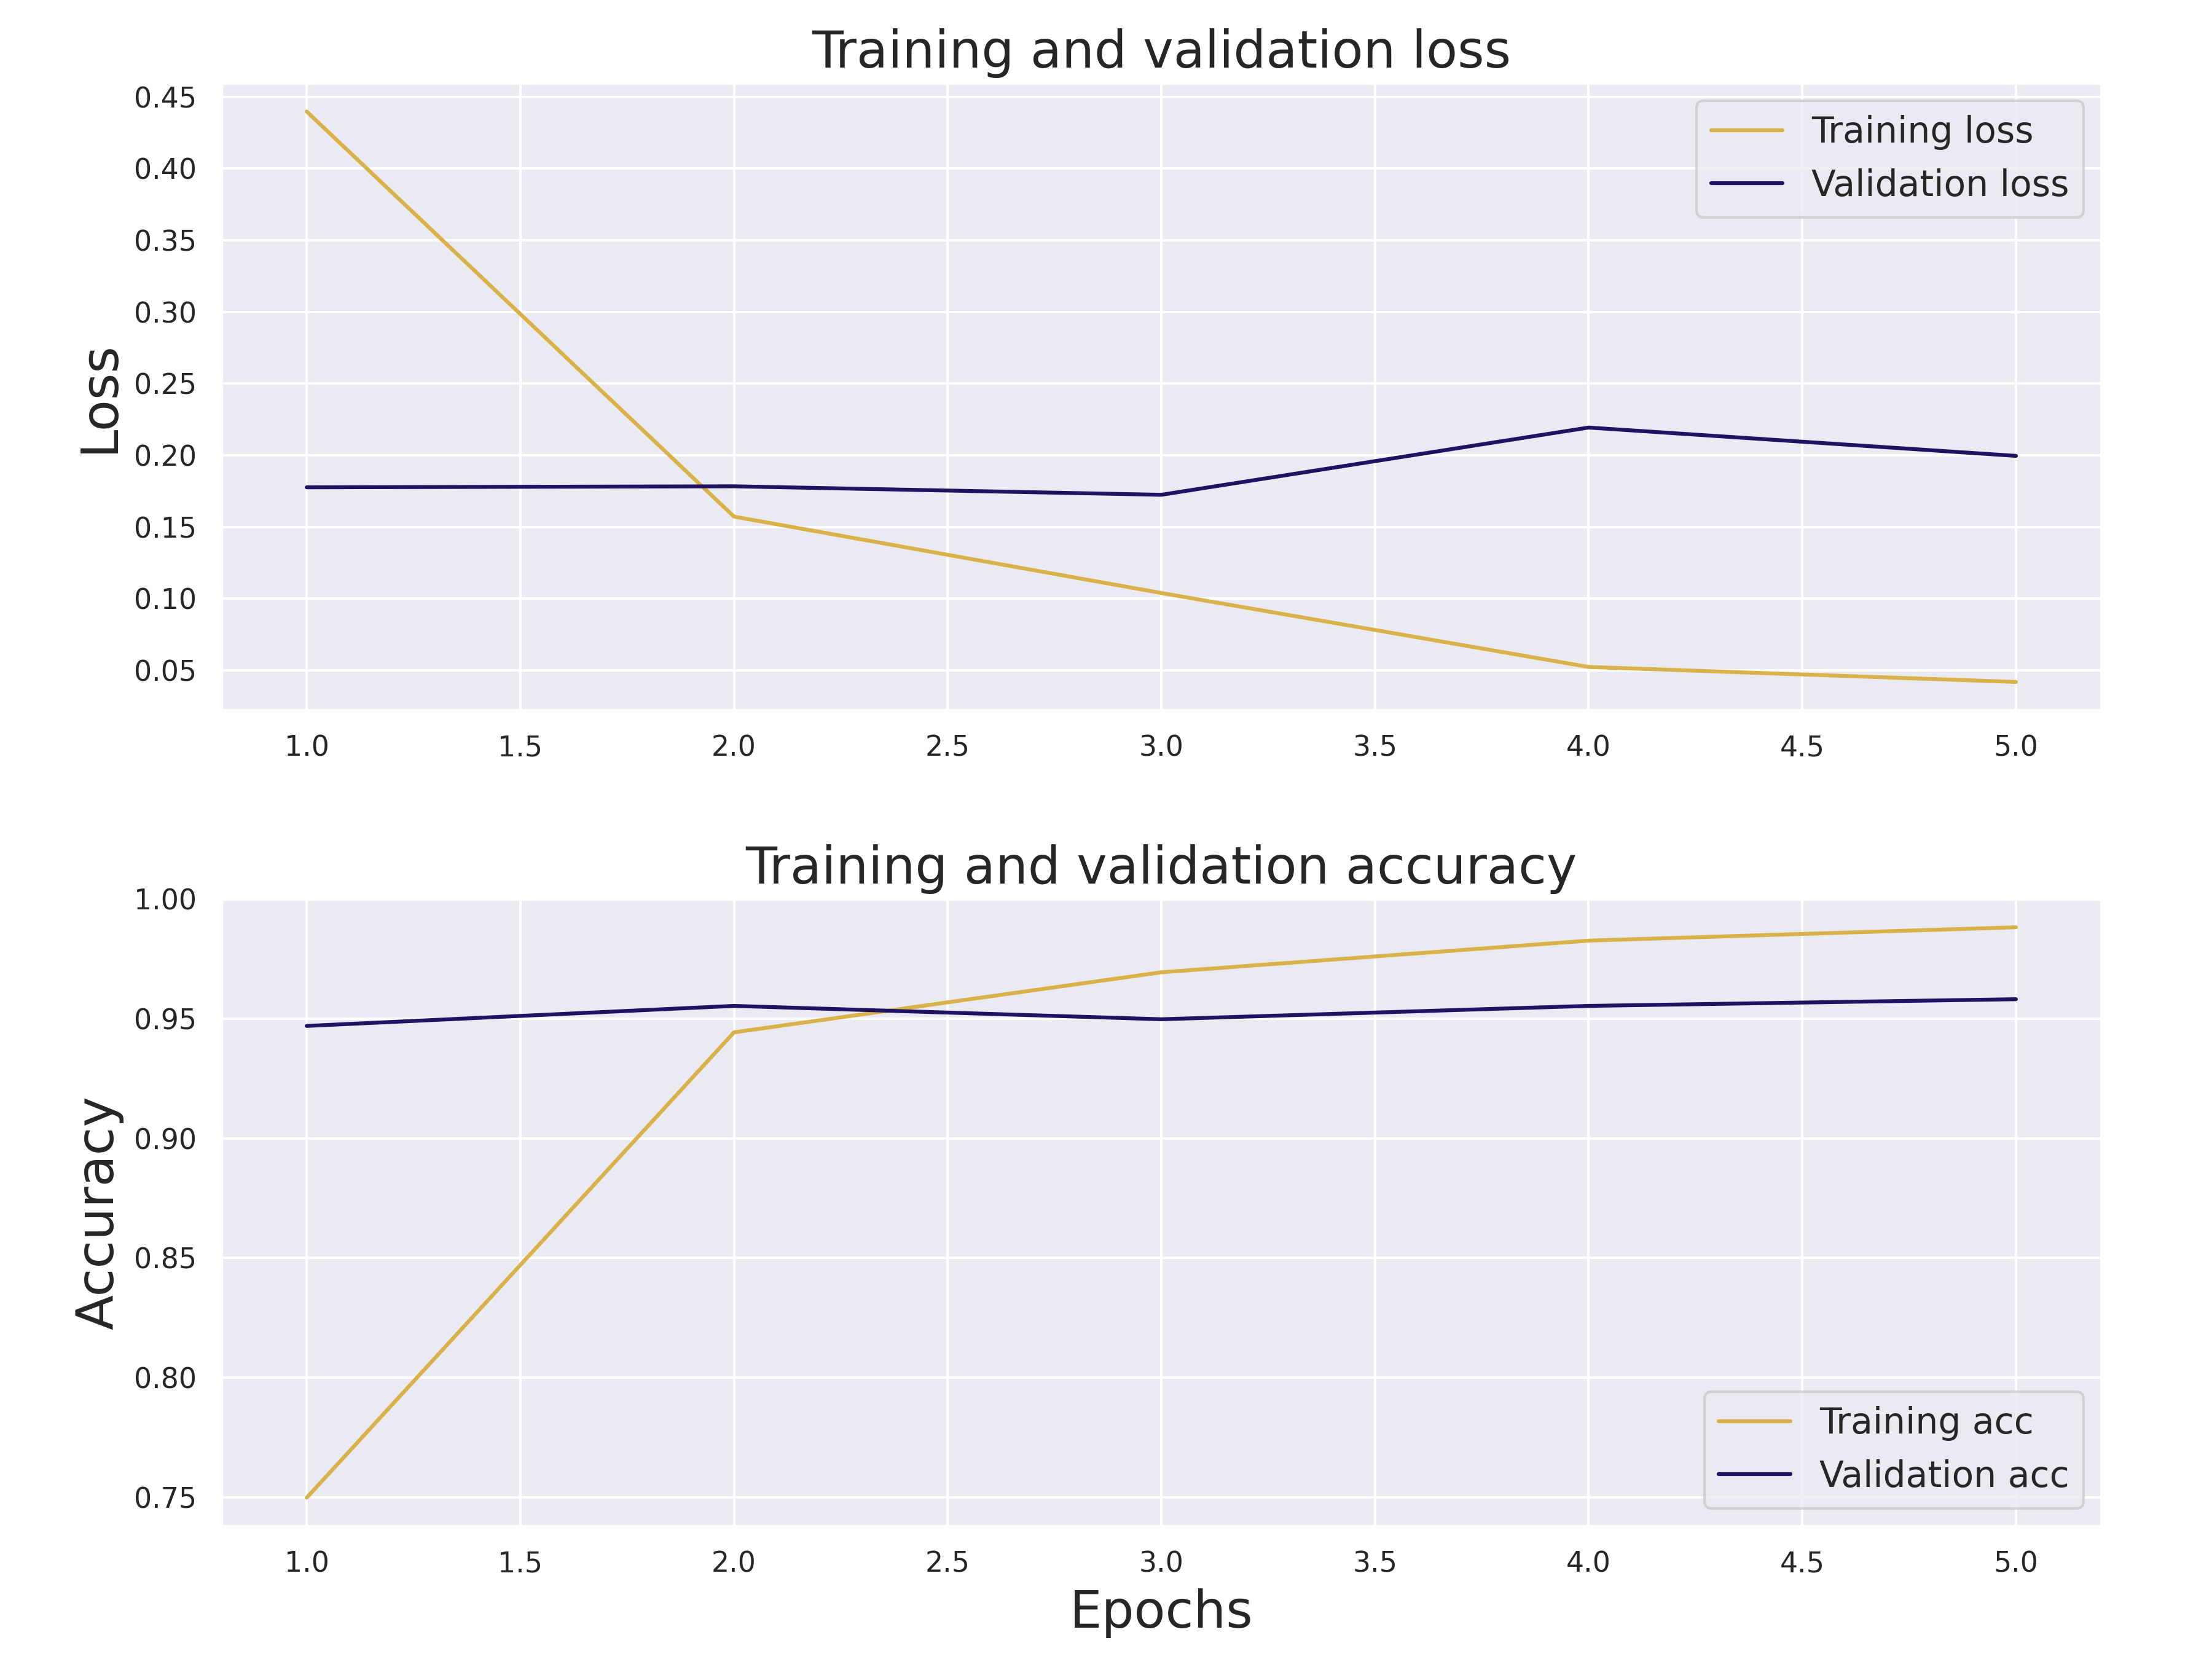 Training and validation loss
Loss
0.45
0.40
0.35
0.30
0.25
0.20
0.15
0.10
0.05
Training loss
Validation loss
1.0 1.5 2.0 2.5 3.0 3.5 4.0 4.5 5.0
Training and validation accuracy
Accuracy
1.00
0.95
0.90
0.85
0.80
0.75
Training acc
Validation acc
1.0 1.5 2.0 2.5 3.0 3.5 4.0 4.5 5.0
Epochs